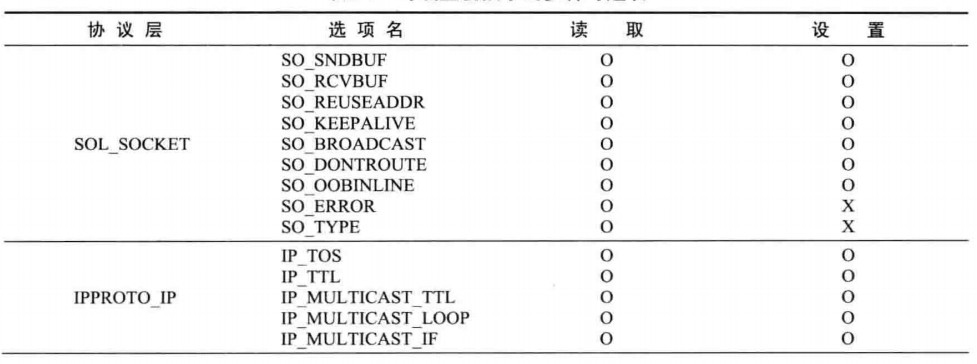 协议层 选项名 读取 设置
SO_SNDBUF O O
SO_RCVBUF O O
SO_REUSEADDR O O
SO_KEEPALIVE O O
SOL_SOCKET SO_BROADCAST O O
SO_DONTROUTE O O
SO_OOBINLINE O O
SO_ERROR O X
SO_TYPE O X
IP_TOS O O
IP_TTL O O
IPPROTO_IP IP_MULTICAST_TTL O O
IP_MULTICAST_LOOP O O
IP_MULTICAST_IF O O